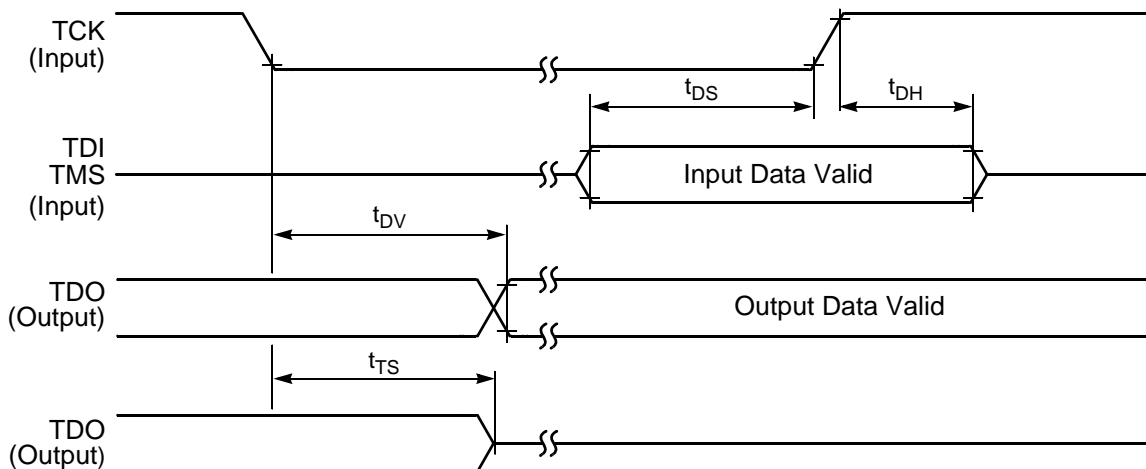 TCK
(Input)
t_DS
t_DH
TDI
TMS
(Input)
Input Data Valid
t_DV
TDO
(Output)
Output Data Valid
t_TS
TDO
(Output)